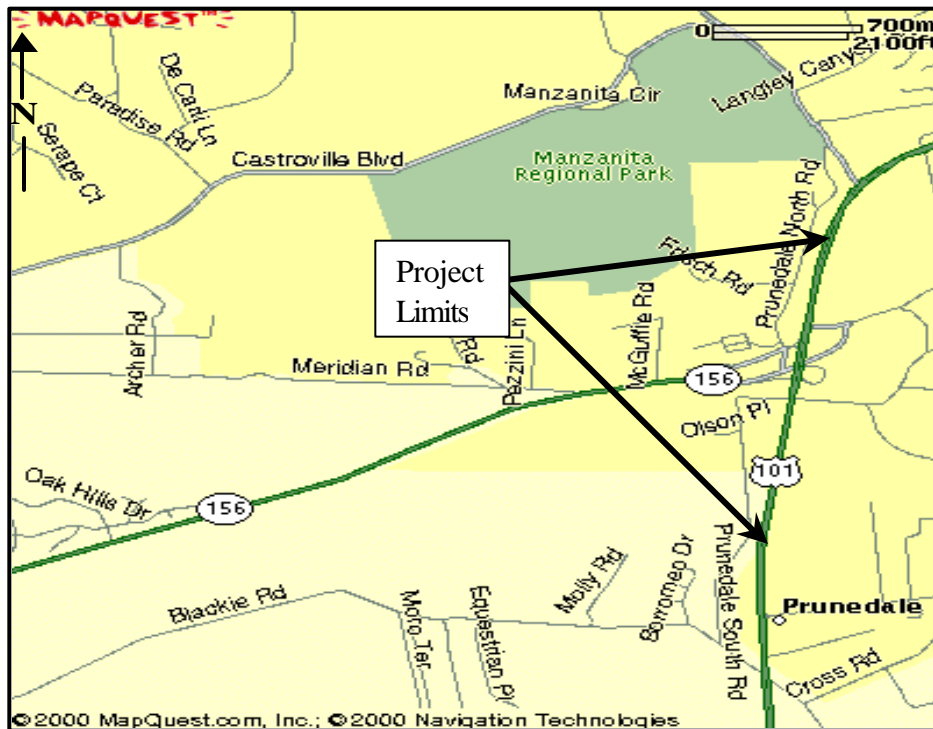 MAPQUEST™
0 700m
2100ft
N
De Carli Ln
Paradise Rd
Serape Ct
Castroville Blvd
Manzanita Cir
Langley Canyo
Manzanita
Regional Park
Project
Limits
Frisch Rd
Prunedale North Rd
Archer Rd
Meridian Rd
Rd
Pezzini Ln
McGuffie Rd
156
Olson Pl
101
Oak Hills Dr
156
Blackie Rd
Moro Ter
Equestrian Pl
Molly Rd
Borromeo Dr
Prunedale South Rd
Prunedale
Cross Rd
©2000 MapQuest.com, Inc.; ©2000 Navigation Technologies